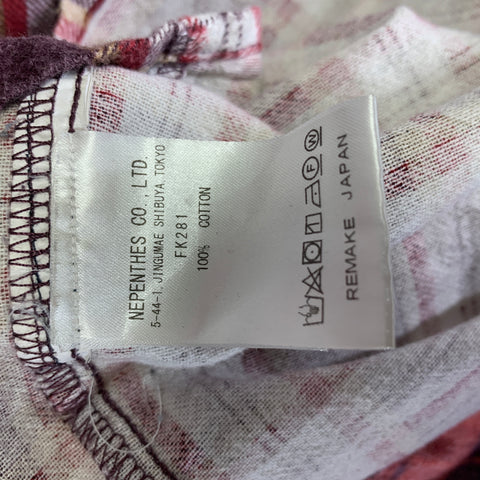 NEPENTHES CO., LTD.
5-44-1, JINGUMAE SHIBUYA, TOKYO
FK281
100% COTTON
F W
REMAKE JAPAN